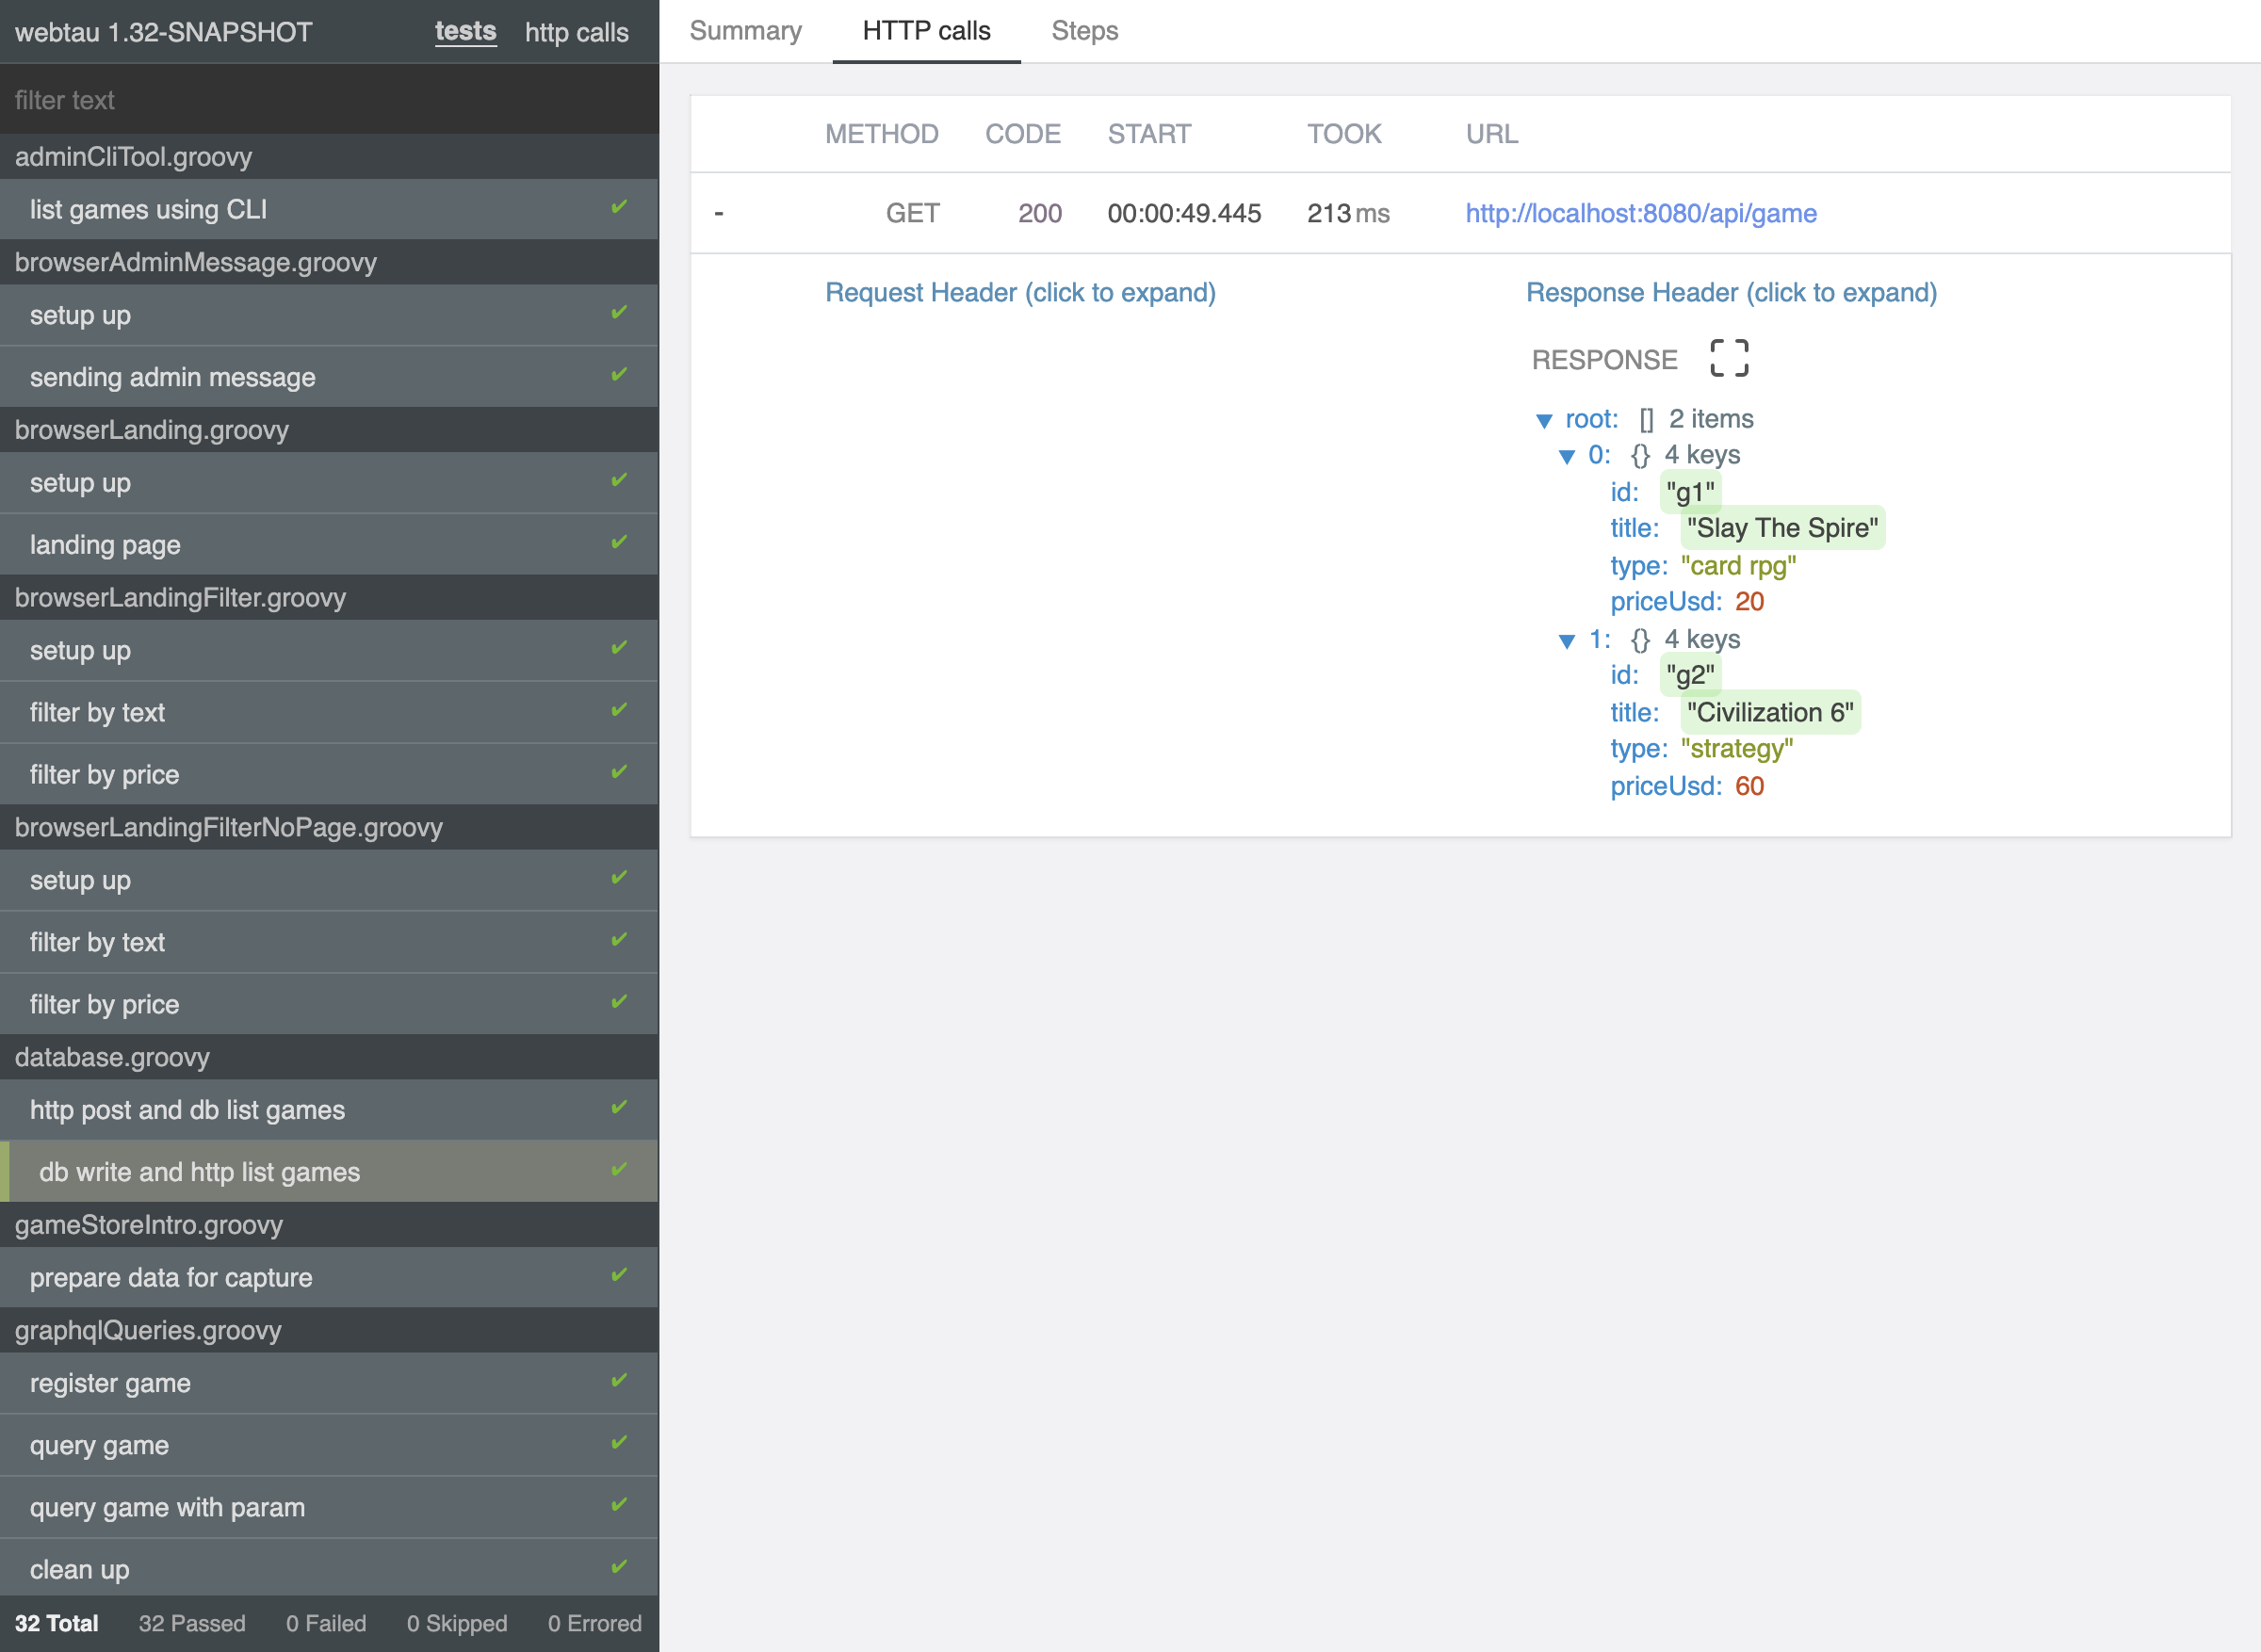 webtau 1.32-SNAPSHOT tests http calls
filter text
adminCliTool.groovy
list games using CLI ✔
browserAdminMessage.groovy
setup up ✔
sending admin message ✔
browserLanding.groovy
setup up ✔
landing page ✔
browserLandingFilter.groovy
setup up ✔
filter by text ✔
filter by price ✔
browserLandingFilterNoPage.groovy
setup up ✔
filter by text ✔
filter by price ✔
database.groovy
http post and db list games ✔
db write and http list games ✔
gameStoreIntro.groovy
prepare data for capture ✔
graphqlQueries.groovy
register game ✔
query game ✔
query game with param ✔
clean up ✔
32 Total 32 Passed 0 Failed 0 Skipped 0 Errored
Summary HTTP calls Steps
METHOD CODE START TOOK URL
- GET 200 00:00:49.445 213 ms http://localhost:8080/api/game
Request Header (click to expand) Response Header (click to expand)
RESPONSE
▼ root: [] 2 items
▼ 0: {} 4 keys
id: "g1"
title: "Slay The Spire"
type: "card rpg"
priceUsd: 20
▼ 1: {} 4 keys
id: "g2"
title: "Civilization 6"
type: "strategy"
priceUsd: 60